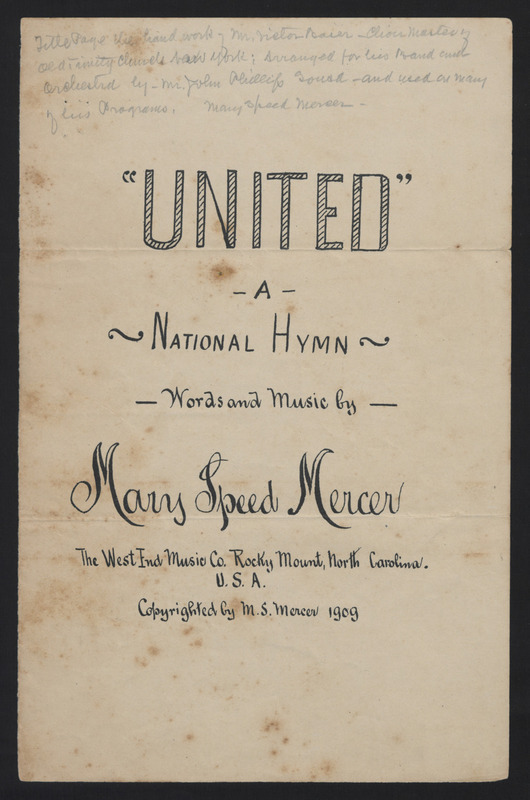 Title Page the hand work of Mr. Victor Baier - Choir Master of
Old Trinity Church New York; Arranged for his Band and
Orchestra by - Mr. John Phillip Sousa - and used on many
of his Programs. Mary Speed Mercer -
"UNITED"
- A -
~ NATIONAL HYMN ~
— Words and Music by —
Mary Speed Mercer
The West End Music Co. Rocky Mount, North Carolina.
U.S.A.
Copyrighted by M.S. Mercer 1909